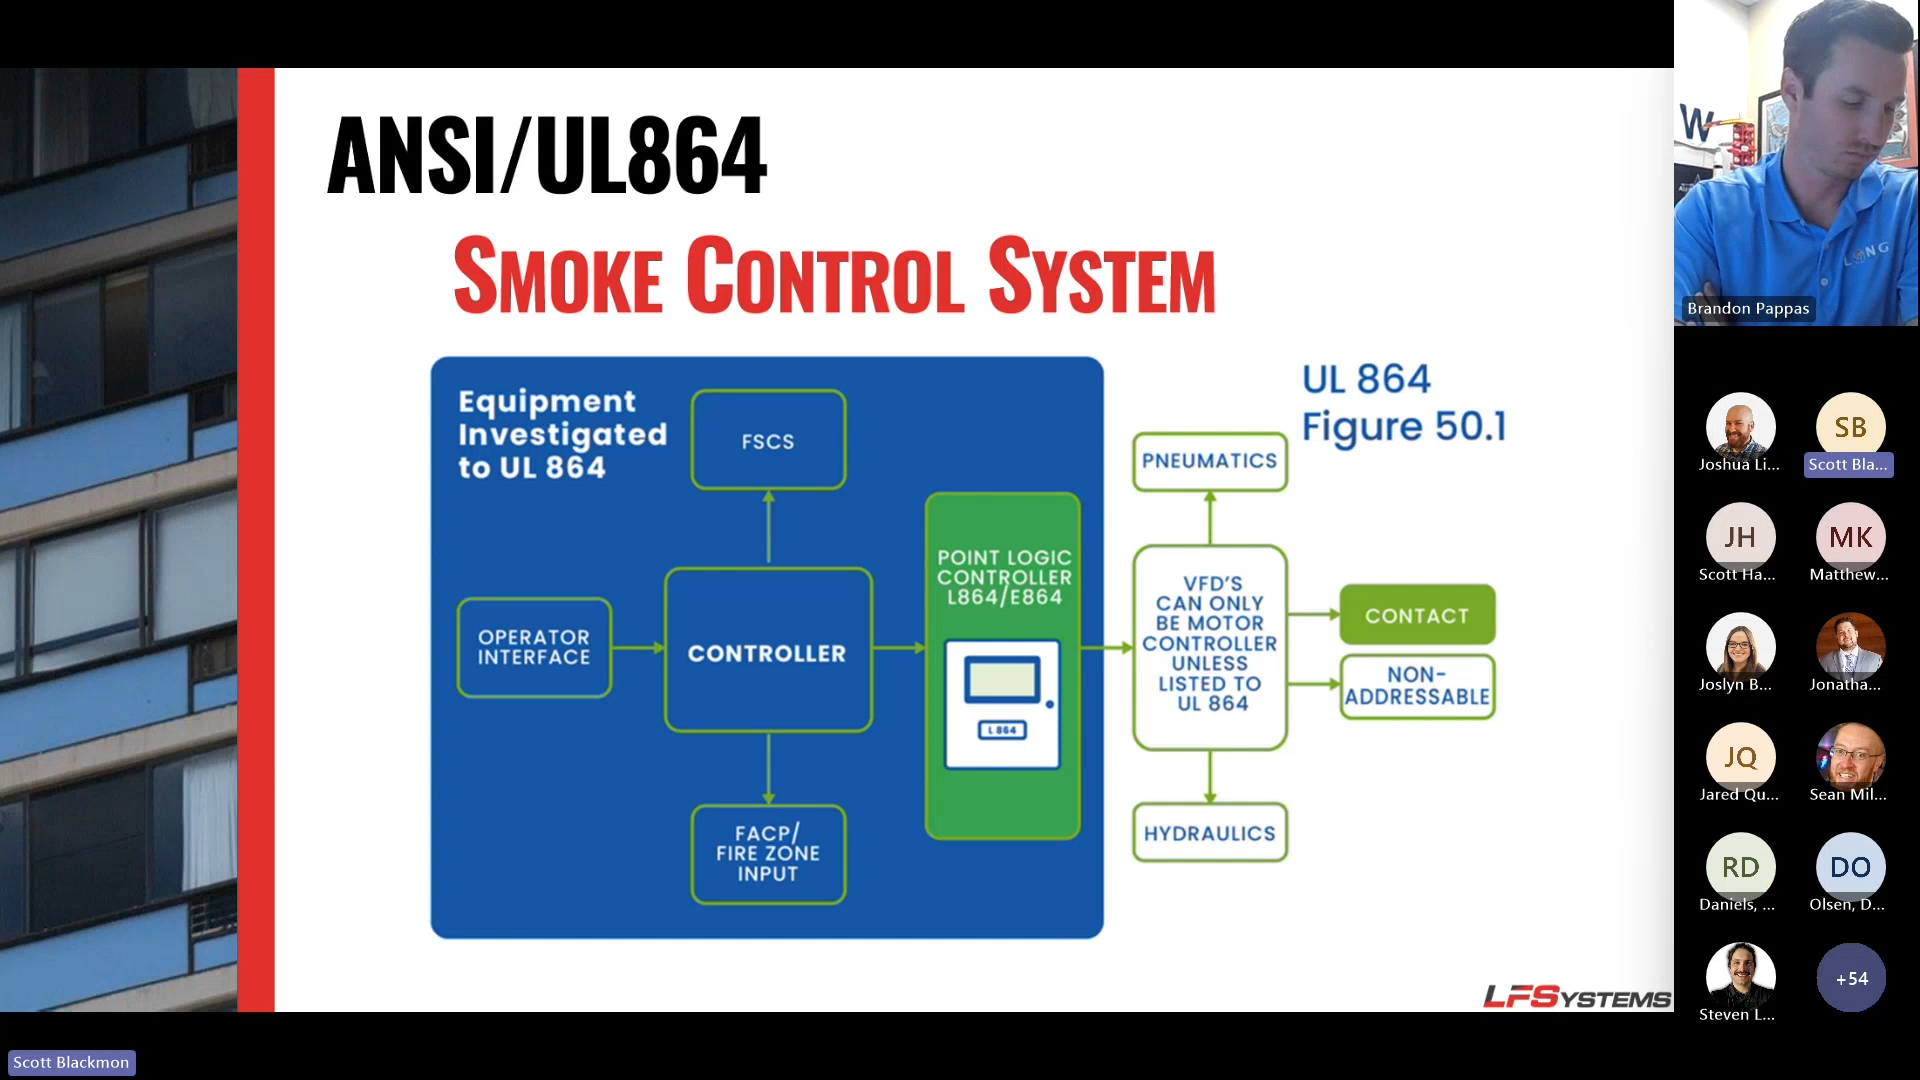 ANSI/UL864
SMOKE CONTROL SYSTEM
Equipment
Investigated
to UL 864
FSCS
OPERATOR
INTERFACE
CONTROLLER
FACP/
FIRE ZONE
INPUT
POINT LOGIC
CONTROLLER
L864/E864
L 864
UL 864
Figure 50.1
PNEUMATICS
VFD'S
CAN ONLY
BE MOTOR
CONTROLLER
UNLESS
LISTED TO
UL 864
CONTACT
NON-
ADDRESSABLE
HYDRAULICS
LFSYSTEMS
W
LONG
Brandon Pappas
Joshua Li...
SB
Scott Bla...
JH
Scott Ha...
MK
Matthew...
Joslyn B...
Jonatha...
JQ
Jared Qu...
Sean Mil...
RD
Daniels, ...
DO
Olsen, D...
Steven L...
+54
Scott Blackmon